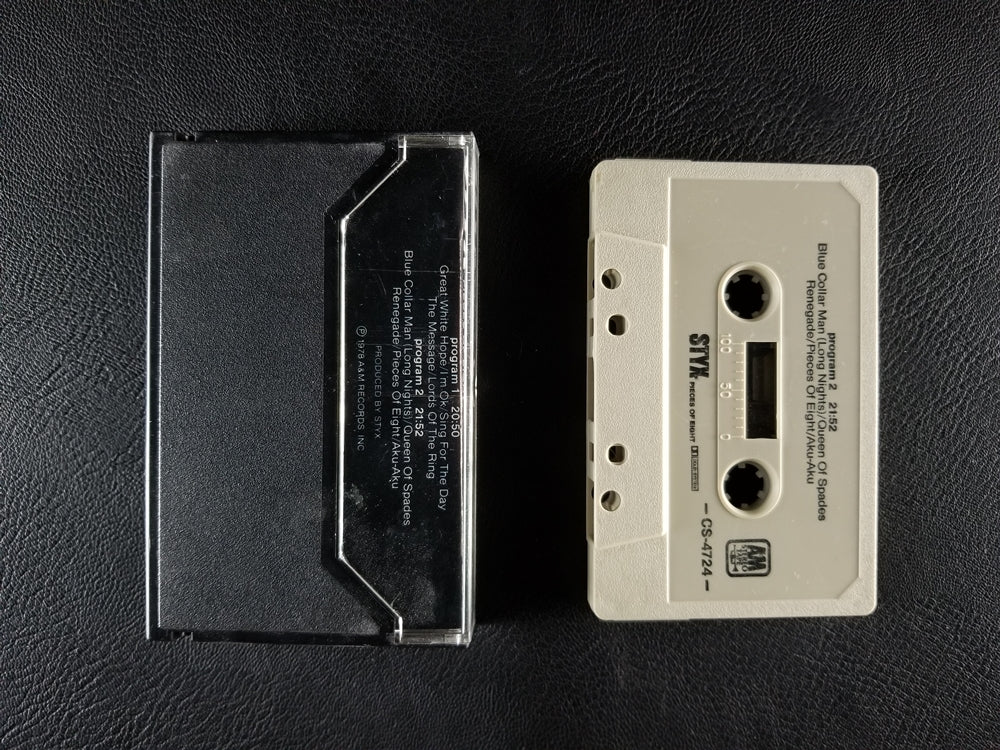 program 1 20:50
Great White Hope/I'm Ok/Sing For The Day
The Message/Lords Of The Ring
program 2 21:52
Blue Collar Man (Long Nights)/Queen Of Spades
Renegade/Pieces Of Eight/Aku-Aku
PRODUCED BY STYX
Ⓟ 1978 A&M RECORDS, INC
program 2 21:52
Blue Collar Man (Long Nights)/Queen Of Spades
Renegade/Pieces Of Eight/Aku-Aku
100 50 0
STYX PIECES OF EIGHT
– CS-4724 –
AM